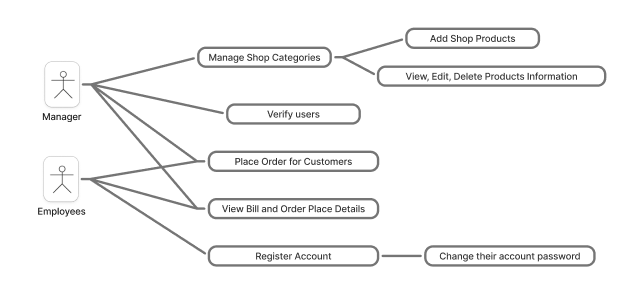 Add Shop Products
Manage Shop Categories
View, Edit, Delete Products Information
Manager
Verify users
Place Order for Customers
Employees
View Bill and Order Place Details
Register Account
Change their account password